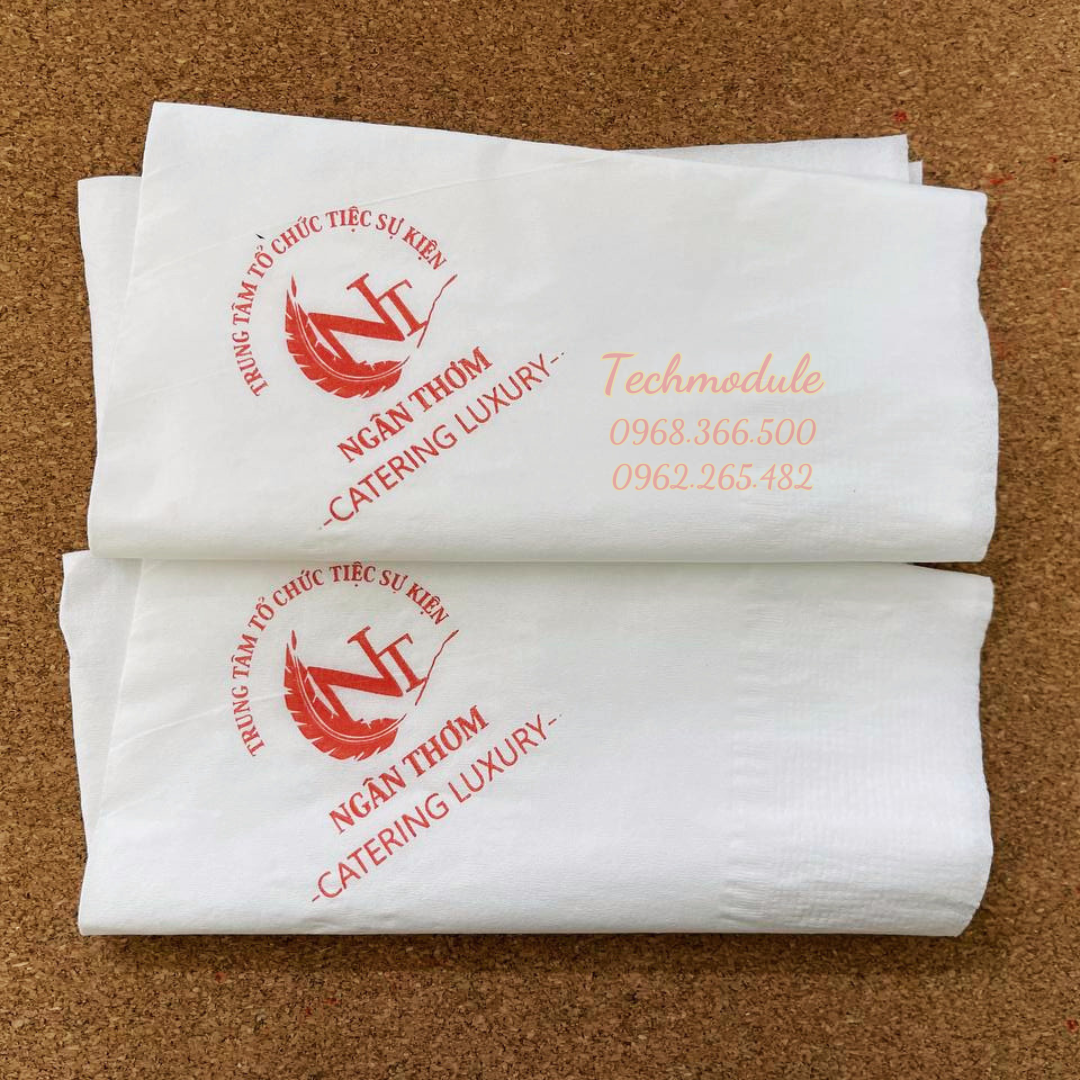 TRUNG TÂM TỔ CHỨC TIỆC SỰ KIỆN
NT
NGÂN THƠM
-CATERING LUXURY-
Techmodule
0968.366.500
0962.265.482
TRUNG TÂM TỔ CHỨC TIỆC SỰ KIỆN
NT
NGÂN THƠM
-CATERING LUXURY-